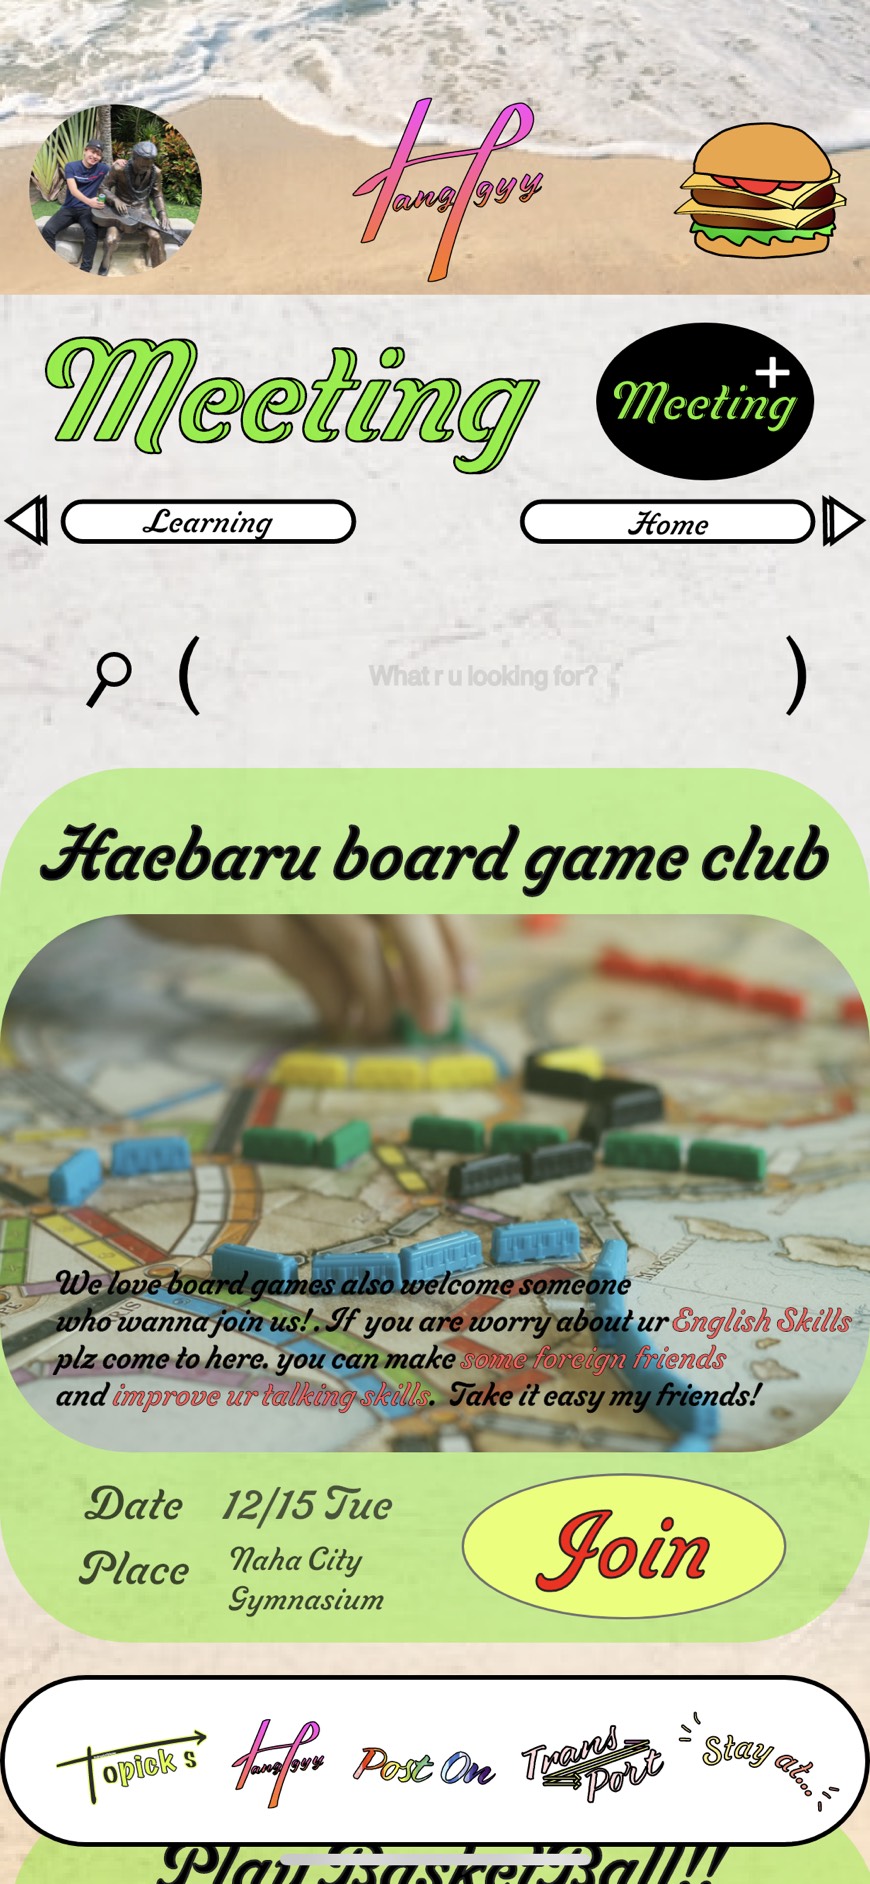 HangHgyy
Meeting
Meeting
Learning
Home
What r u looking for?
Haebaru board game club
We love board games also welcome someone
who wanna join us!. If you are worry about ur English Skills
plz come to here. you can make some foreign friends
and improve ur talking skills. Take it easy my friends!
Date 12/15 Tue
Place Naha City
Gymnasium
Join
Topicks
HangHgyy
Post On
Trans
Port
Stay at...
Play BasketBall!!